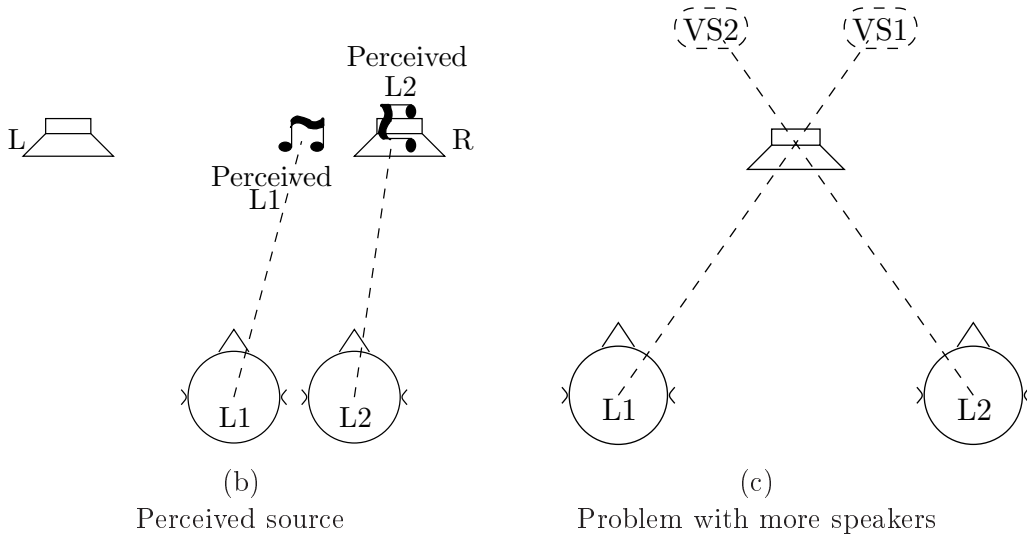 Perceived
L2
L
R
Perceived
L1
L1
L2
(b)
Perceived source
VS2
VS1
x
L1
L2
(c)
Problem with more speakers